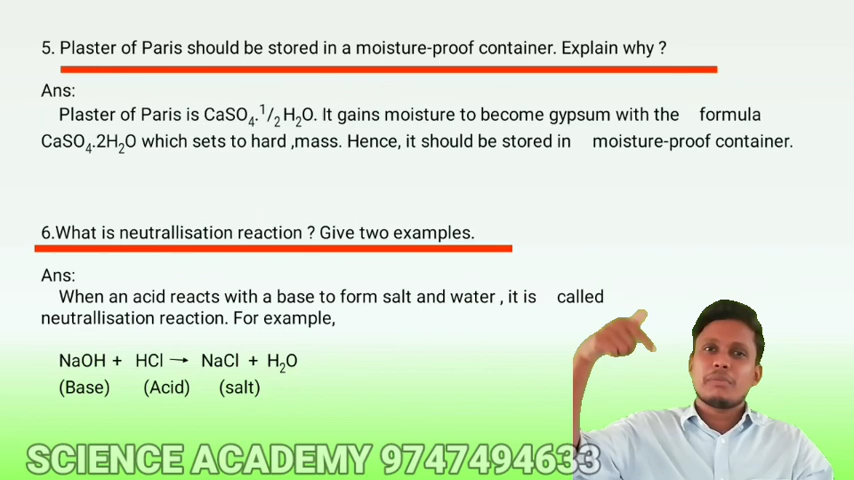 5. Plaster of Paris should be stored in a moisture-proof container. Explain why ?
Ans:
Plaster of Paris is CaSO₄.¹/₂H₂O. It gains moisture to become gypsum with the formula
CaSO₄.2H₂O which sets to hard ,mass. Hence, it should be stored in moisture-proof container.
6.What is neutrallisation reaction ? Give two examples.
Ans:
When an acid reacts with a base to form salt and water , it is called
neutrallisation reaction. For example,
NaOH + HCl → NaCl + H₂O
(Base) (Acid) (salt)
SCIENCE ACADEMY 9747494633